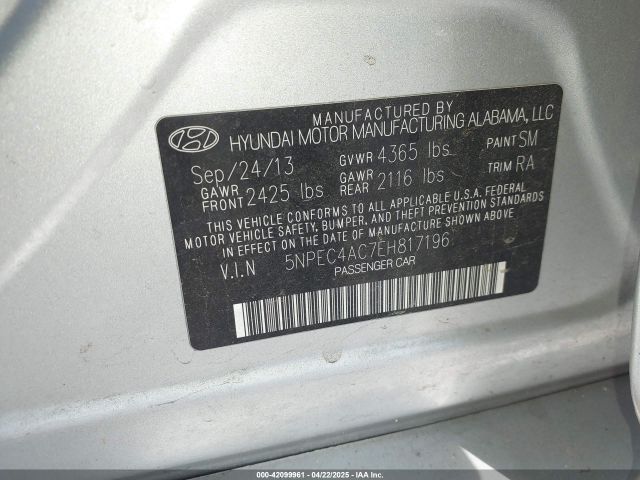 MANUFACTURED BY
HYUNDAI MOTOR MANUFACTURING ALABAMA, LLC
Sep/24/13 GVWR 4365 lbs PAINT SM
GAWR FRONT 2425 lbs GAWR REAR 2116 lbs TRIM RA
THIS VEHICLE CONFORMS TO ALL APPLICABLE U.S.A. FEDERAL
MOTOR VEHICLE SAFETY, BUMPER, AND THEFT PREVENTION STANDARDS
IN EFFECT ON THE DATE OF MANUFACTURE SHOWN ABOVE.
V.I.N 5NPEC4AC7EH817196
PASSENGER CAR
000-42099961 - 04/22/2025 - IAA Inc.